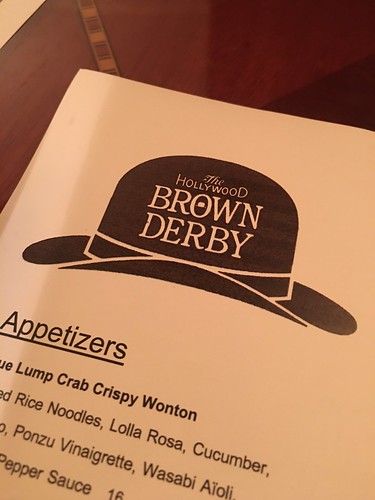 The
HOLLYWOOD
BROWN
DERBY
Appetizers
Lump Crab Crispy Wonton
Rice Noodles, Lolla Rosa, Cucumber,
Ponzu Vinaigrette, Wasabi Aïoli,
Pepper Sauce 16